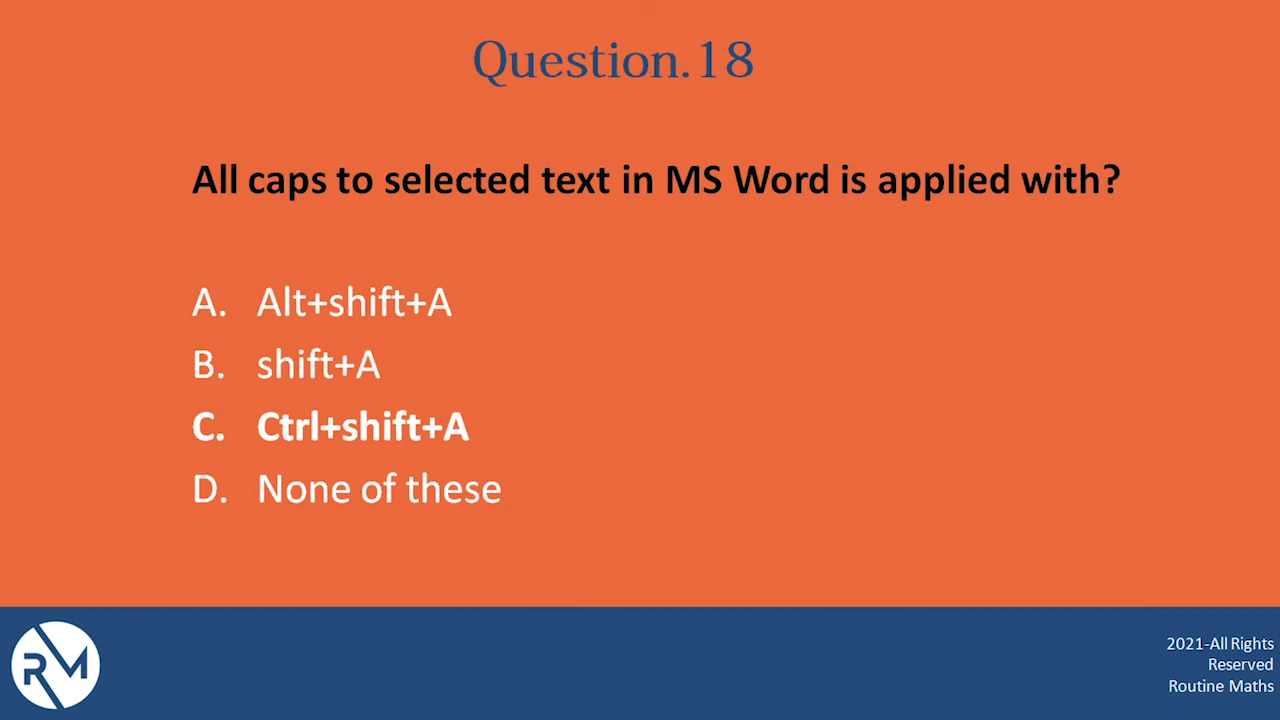 Question.18
All caps to selected text in MS Word is applied with?
A. Alt+shift+A
B. shift+A
C. Ctrl+shift+A
D. None of these
RM
2021-All Rights
Reserved
Routine Maths